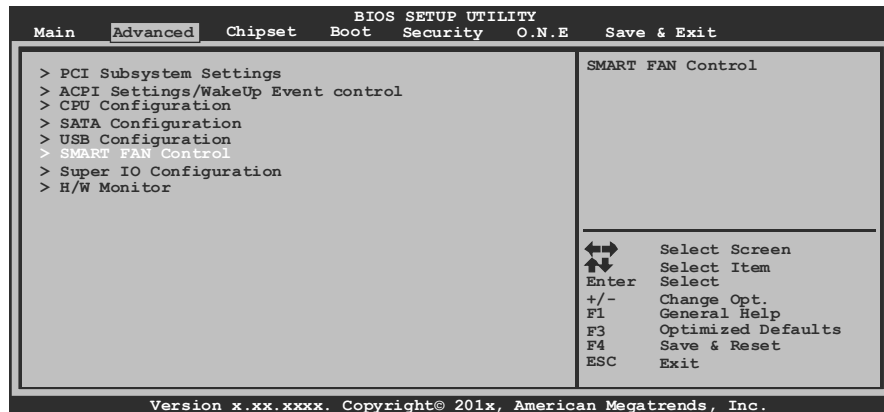 BIOS SETUP UTILITY
Main Advanced Chipset Boot Security O.N.E Save & Exit
> PCI Subsystem Settings
> ACPI Settings/WakeUp Event control
> CPU Configuration
> SATA Configuration
> USB Configuration
> SMART FAN Control
> Super IO Configuration
> H/W Monitor
SMART FAN Control
Select Screen
Select Item
Enter Select
+/- Change Opt.
F1 General Help
F3 Optimized Defaults
F4 Save & Reset
ESC Exit
Version x.xx.xxxx. Copyright© 201x, American Megatrends, Inc.